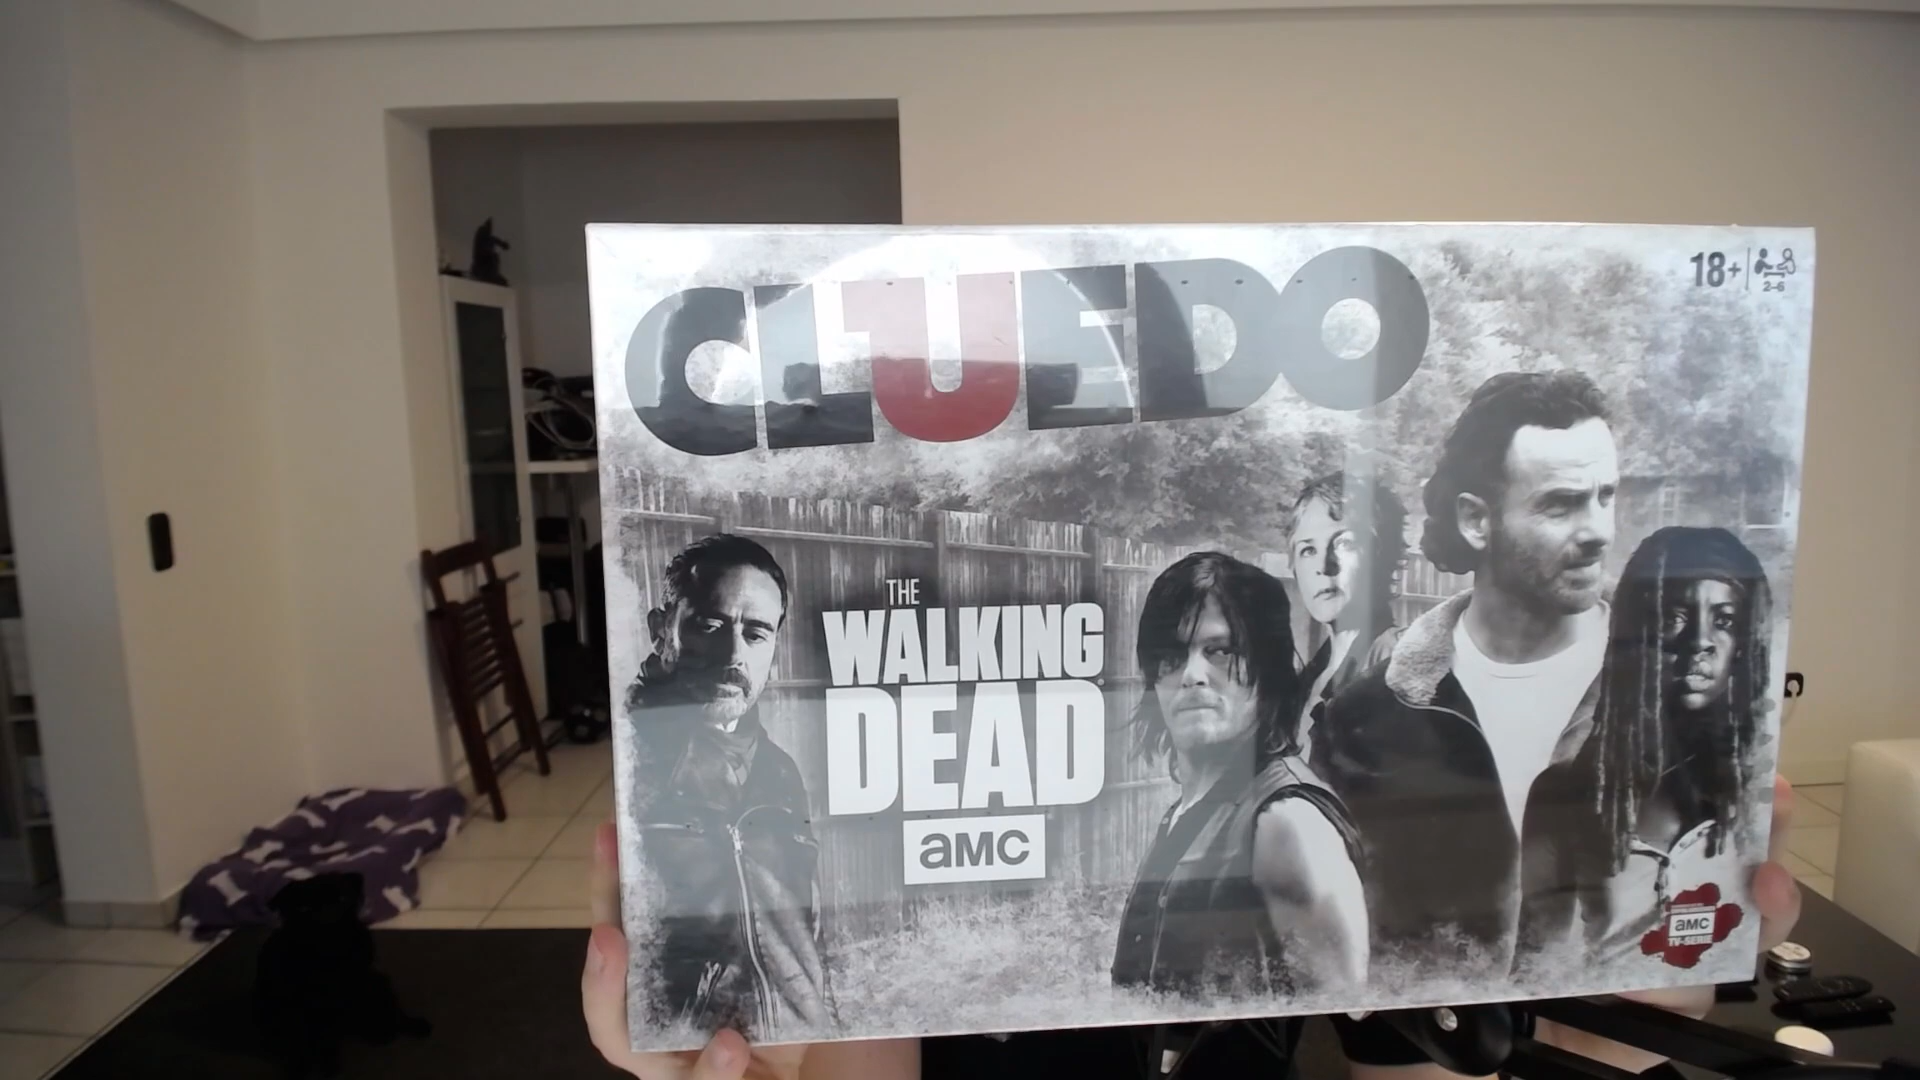 CLUEDO
18+
2-6
THE
WALKING
DEAD
aMC
aMC
TV-SERIE